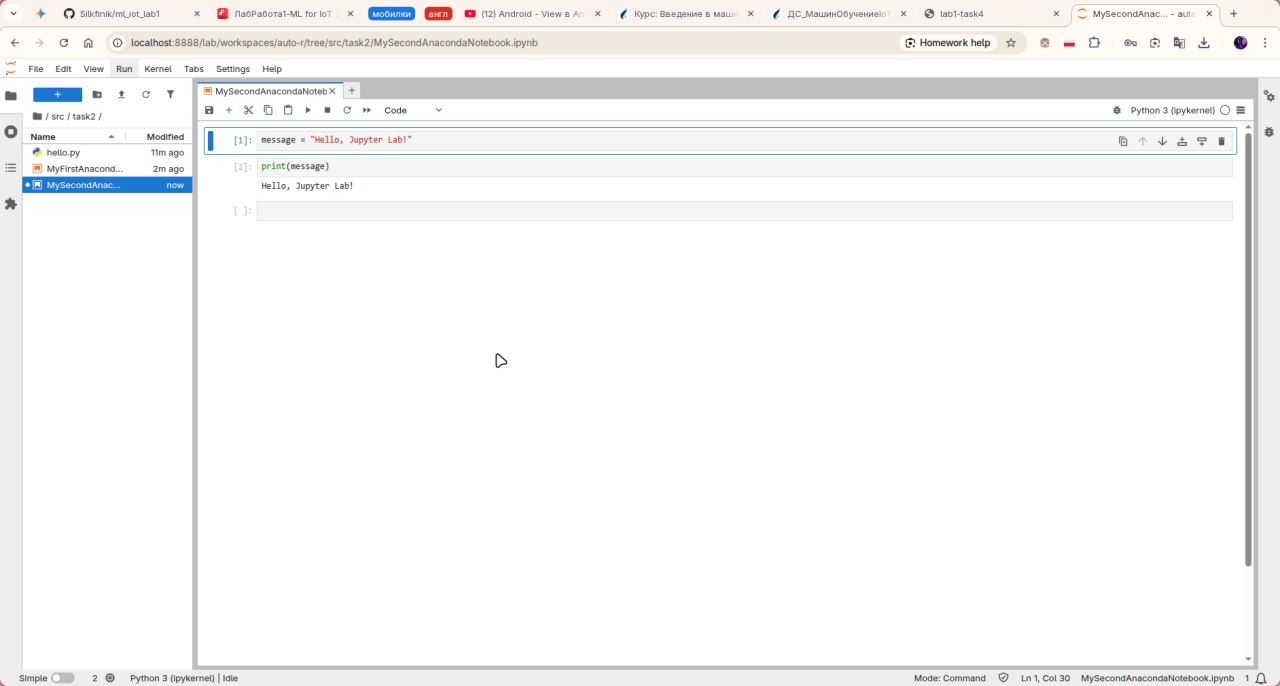 Silkfinik/ml_iot_lab1
ЛабРабота1-ML for IoT
мобилки
англ
(12) Android - View в An
Курс: Введение в маши
ДС_МашинОбучениеIoT
lab1-task4
MySecondAnac... - auto
localhost:8888/lab/workspaces/auto-r/tree/src/task2/MySecondAnacondaNotebook.ipynb
Homework help
File Edit View Run Kernel Tabs Settings Help
MySecondAnacondaNoteb
/ src / task2 /
Code
Python 3 (ipykernel)
Name Modified
hello.py 11m ago
MyFirstAnacond... 2m ago
MySecondAnac... now
[1]: message = "Hello, Jupyter Lab!"
[2]: print(message)
Hello, Jupyter Lab!
[ ]:
Simple 2 Python 3 (ipykernel) | Idle
Mode: Command Ln 1, Col 30 MySecondAnacondaNotebook.ipynb 1